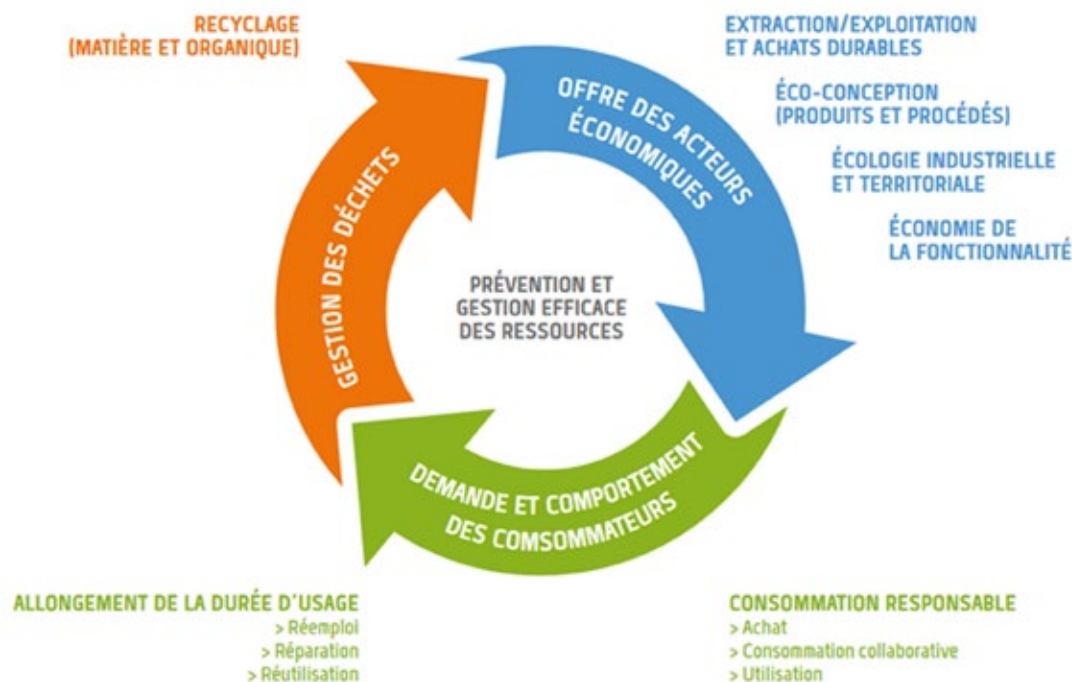 RECYCLAGE
(MATIÈRE ET ORGANIQUE)
EXTRACTION/EXPLOITATION
ET ACHATS DURABLES
ÉCO-CONCEPTION
(PRODUITS ET PROCÉDÉS)
ÉCOLOGIE INDUSTRIELLE
ET TERRITORIALE
ÉCONOMIE DE
LA FONCTIONNALITÉ
OFFRE DES ACTEURS
ÉCONOMIQUES
GESTION DES DÉCHETS
PRÉVENTION ET
GESTION EFFICACE
DES RESSOURCES
DEMANDE ET COMPORTEMENT
DES COMSOMMATEURS
ALLONGEMENT DE LA DURÉE D'USAGE
> Réemploi
> Réparation
> Réutilisation
CONSOMMATION RESPONSABLE
> Achat
> Consommation collaborative
> Utilisation